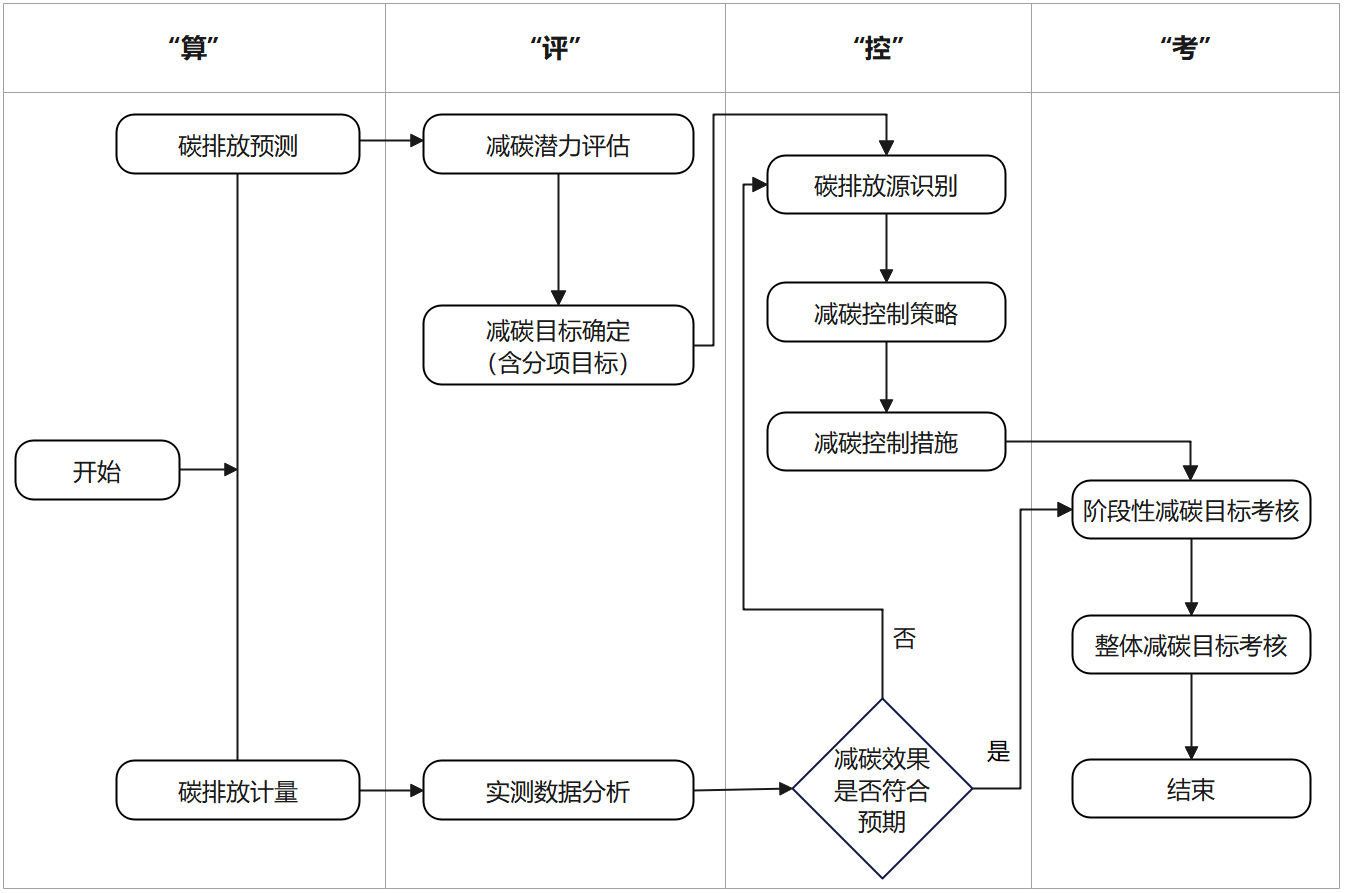 “算”
“评”
“控”
“考”
碳排放预测
减碳潜力评估
碳排放源识别
减碳控制策略
减碳目标确定
（含分项目标）
减碳控制措施
开始
阶段性减碳目标考核
否
整体减碳目标考核
是
碳排放计量
实测数据分析
减碳效果
是否符合
预期
结束